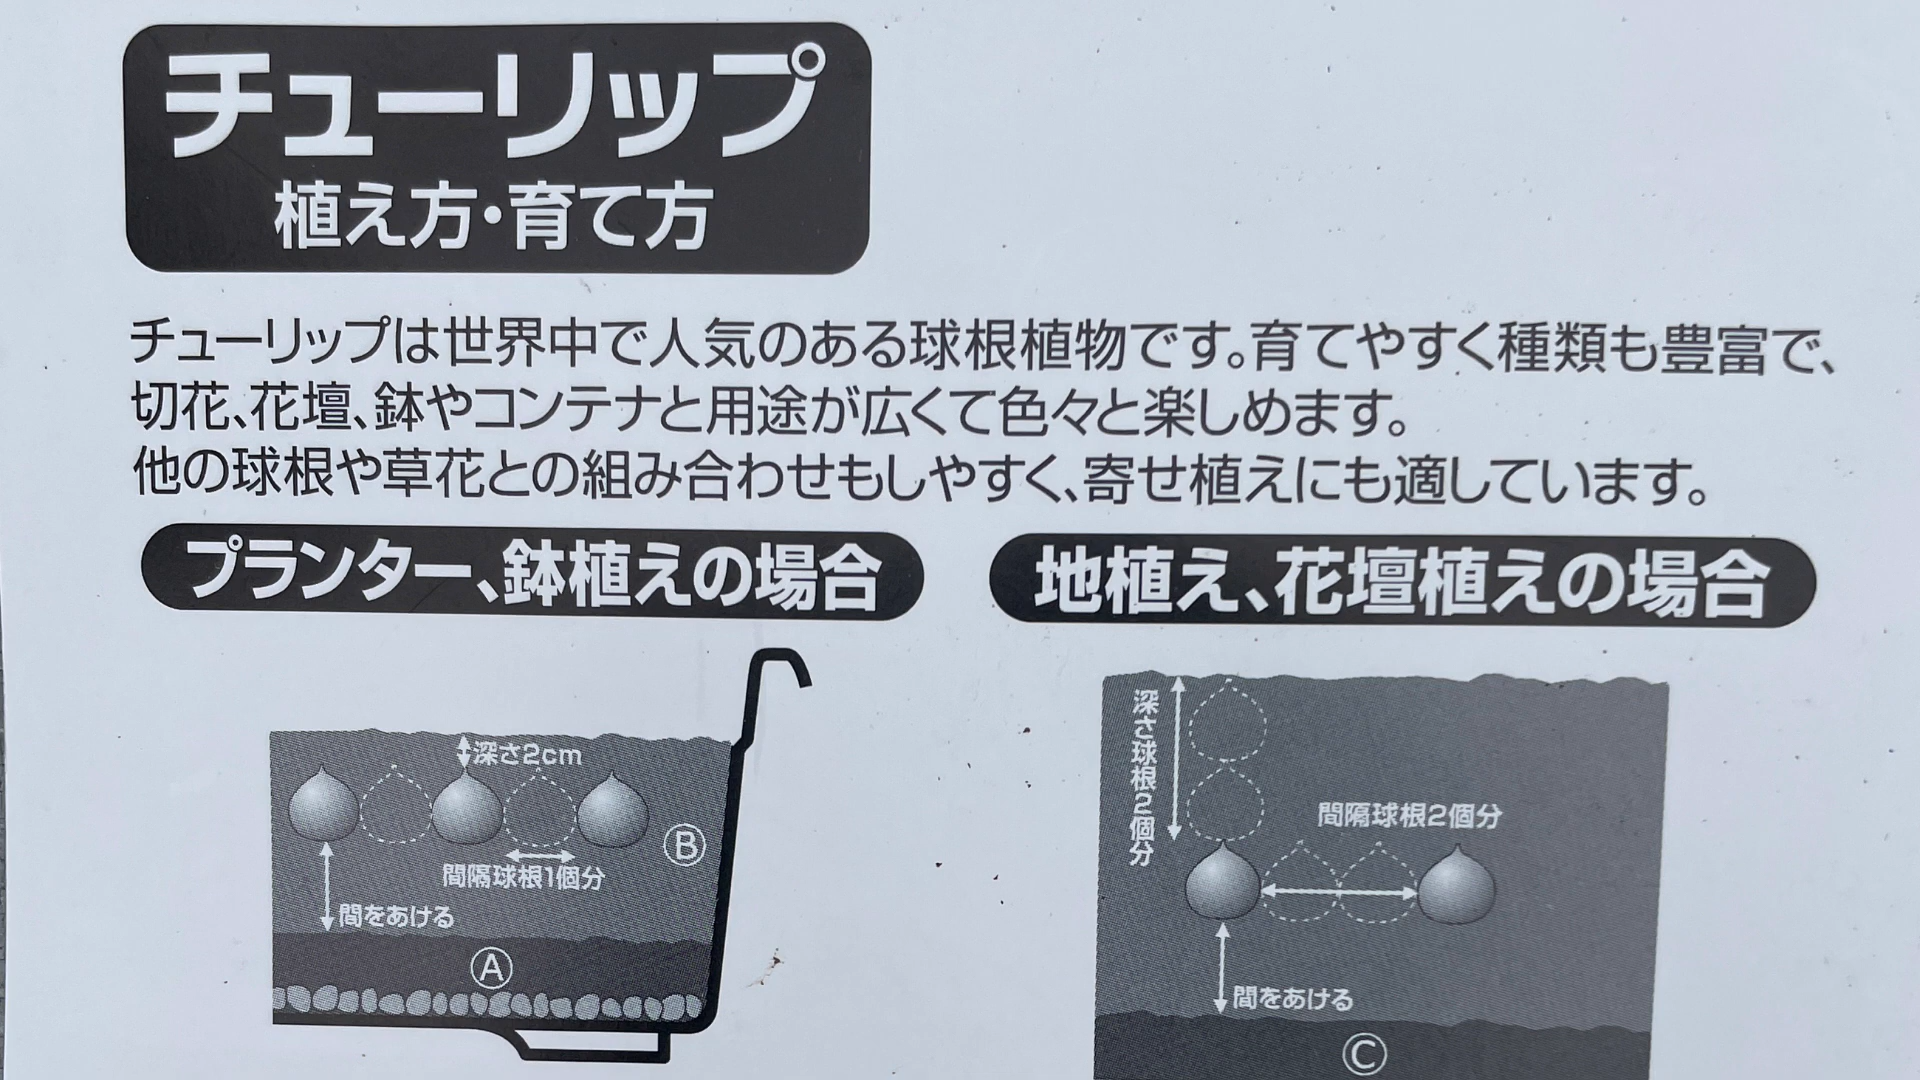 チューリップ
植え方・育て方
チューリップは世界中で人気のある球根植物です。育てやすく種類も豊富で、
切花、花壇、鉢やコンテナと用途が広くて色々と楽しめます。
他の球根や草花との組み合わせもしやすく、寄せ植えにも適しています。
プランター、鉢植えの場合
深さ2cm
間隔球根1個分
Ⓑ
間をあける
Ⓐ
地植え、花壇植えの場合
深さ球根2個分
間隔球根2個分
間をあける
Ⓒ